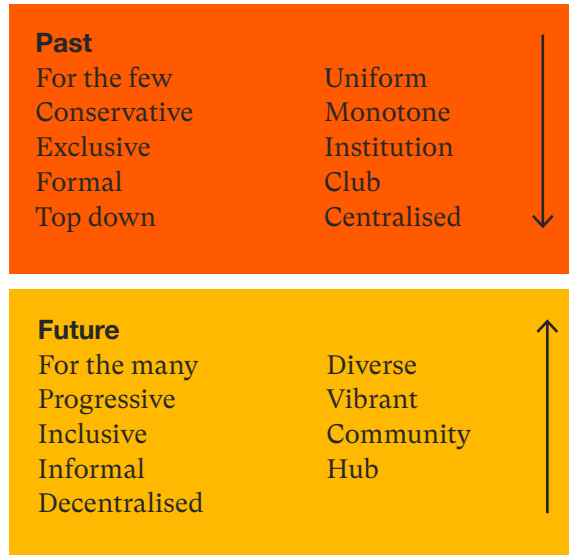 Past
For the few
Conservative
Exclusive
Formal
Top down
Uniform
Monotone
Institution
Club
Centralised
Future
For the many
Progressive
Inclusive
Informal
Decentralised
Diverse
Vibrant
Community
Hub